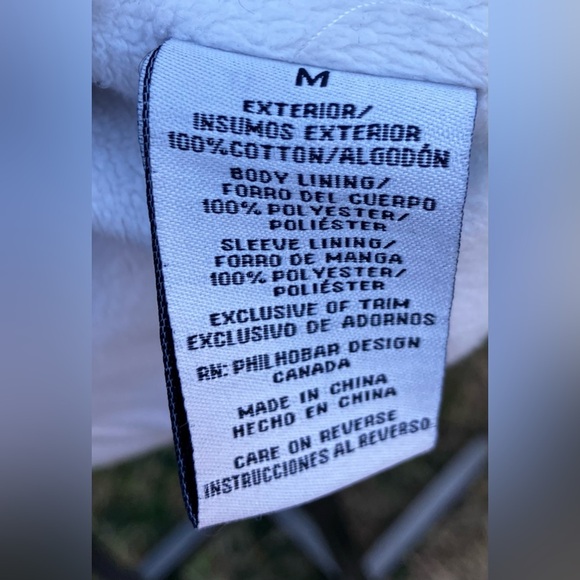 M
EXTERIOR/
INSUMOS EXTERIOR
100%COTTON/ALGODÓN
BODY LINING/
FORRO DEL CUERPO
100% POLYESTER/
POLIÉSTER
SLEEVE LINING/
FORRO DE MANGA
100% POLYESTER/
POLIÉSTER
EXCLUSIVE OF TRIM
EXCLUSIVO DE ADORNOS
RN: PHILHOBAR DESIGN
CANADA
MADE IN CHINA
HECHO EN CHINA
CARE ON REVERSE
INSTRUCCIONES AL REVERSO